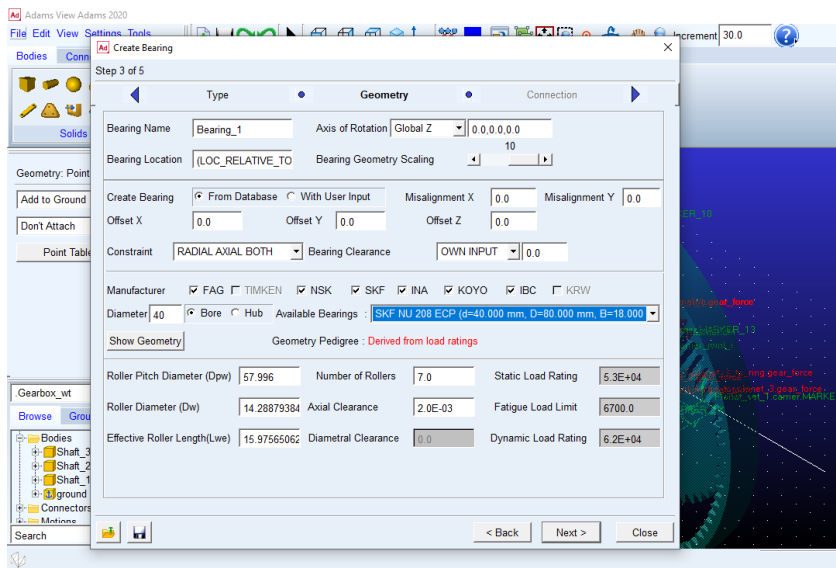 Adams View Adams 2020
File Edit View Settings Tools
Increment 30.0
Bodies
Solids
Geometry: Point
Add to Ground
Don't Attach
Point Table
.Gearbox_wt
Browse
Bodies
Shaft_3
Shaft_2
Shaft_1
ground
Connectors
Motions
Search
Create Bearing
Step 3 of 5
Type Geometry Connection
Bearing Name Bearing_1 Axis of Rotation Global Z 0.0,0.0,0.0
10
Bearing Location (LOC_RELATIVE_TO Bearing Geometry Scaling
Create Bearing From Database With User Input Misalignment X 0.0 Misalignment Y 0.0
Offset X 0.0 Offset Y 0.0 Offset Z 0.0
Constraint RADIAL AXIAL BOTH Bearing Clearance OWN INPUT 0.0
Manufacturer FAG TIMKEN NSK SKF INA KOYO IBC KRW
Diameter 40 Bore Hub Available Bearings : SKF NU 208 ECP (d=40.000 mm, D=80.000 mm, B=18.000
Show Geometry Geometry Pedigree : Derived from load ratings
Roller Pitch Diameter (Dpw) 57.996 Number of Rollers 7.0 Static Load Rating 5.3E+04
Roller Diameter (Dw) 14.28879384 Axial Clearance 2.0E-03 Fatigue Load Limit 6700.0
Effective Roller Length(Lwe) 15.97565062 Diametral Clearance 0.0 Dynamic Load Rating 6.2E+04
< Back Next > Close